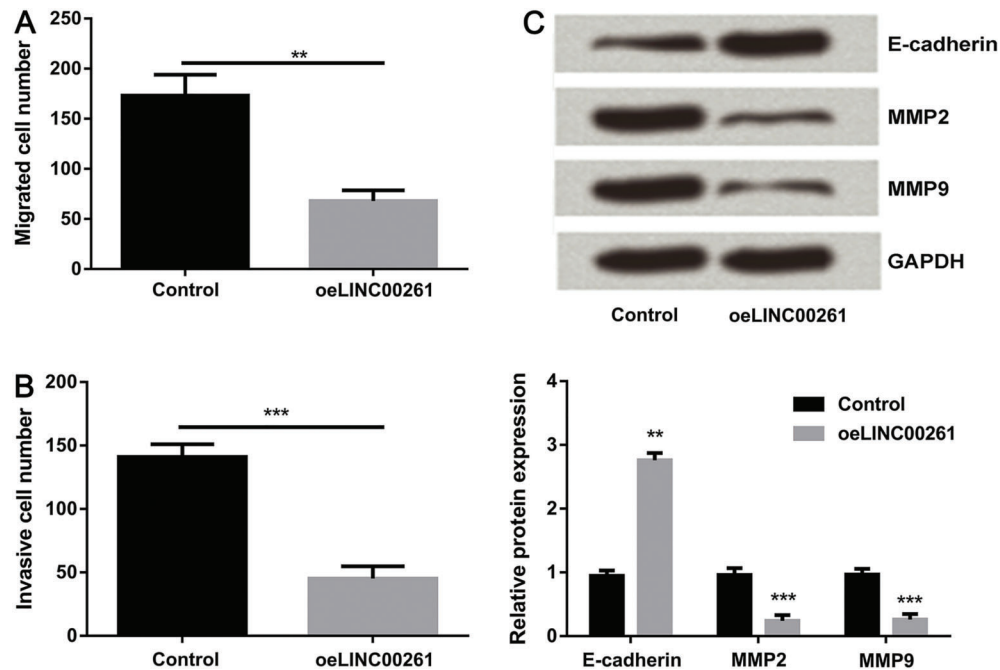 A
Migrated cell number
250
200
150
100
50
0
**
Control
oeLINC00261
B
Invasive cell number
200
150
100
50
0
***
Control
oeLINC00261
C
E-cadherin
MMP2
MMP9
GAPDH
Control
oeLINC00261
Relative protein expression
4
3
2
1
0
Control
oeLINC00261
**
***
***
E-cadherin
MMP2
MMP9